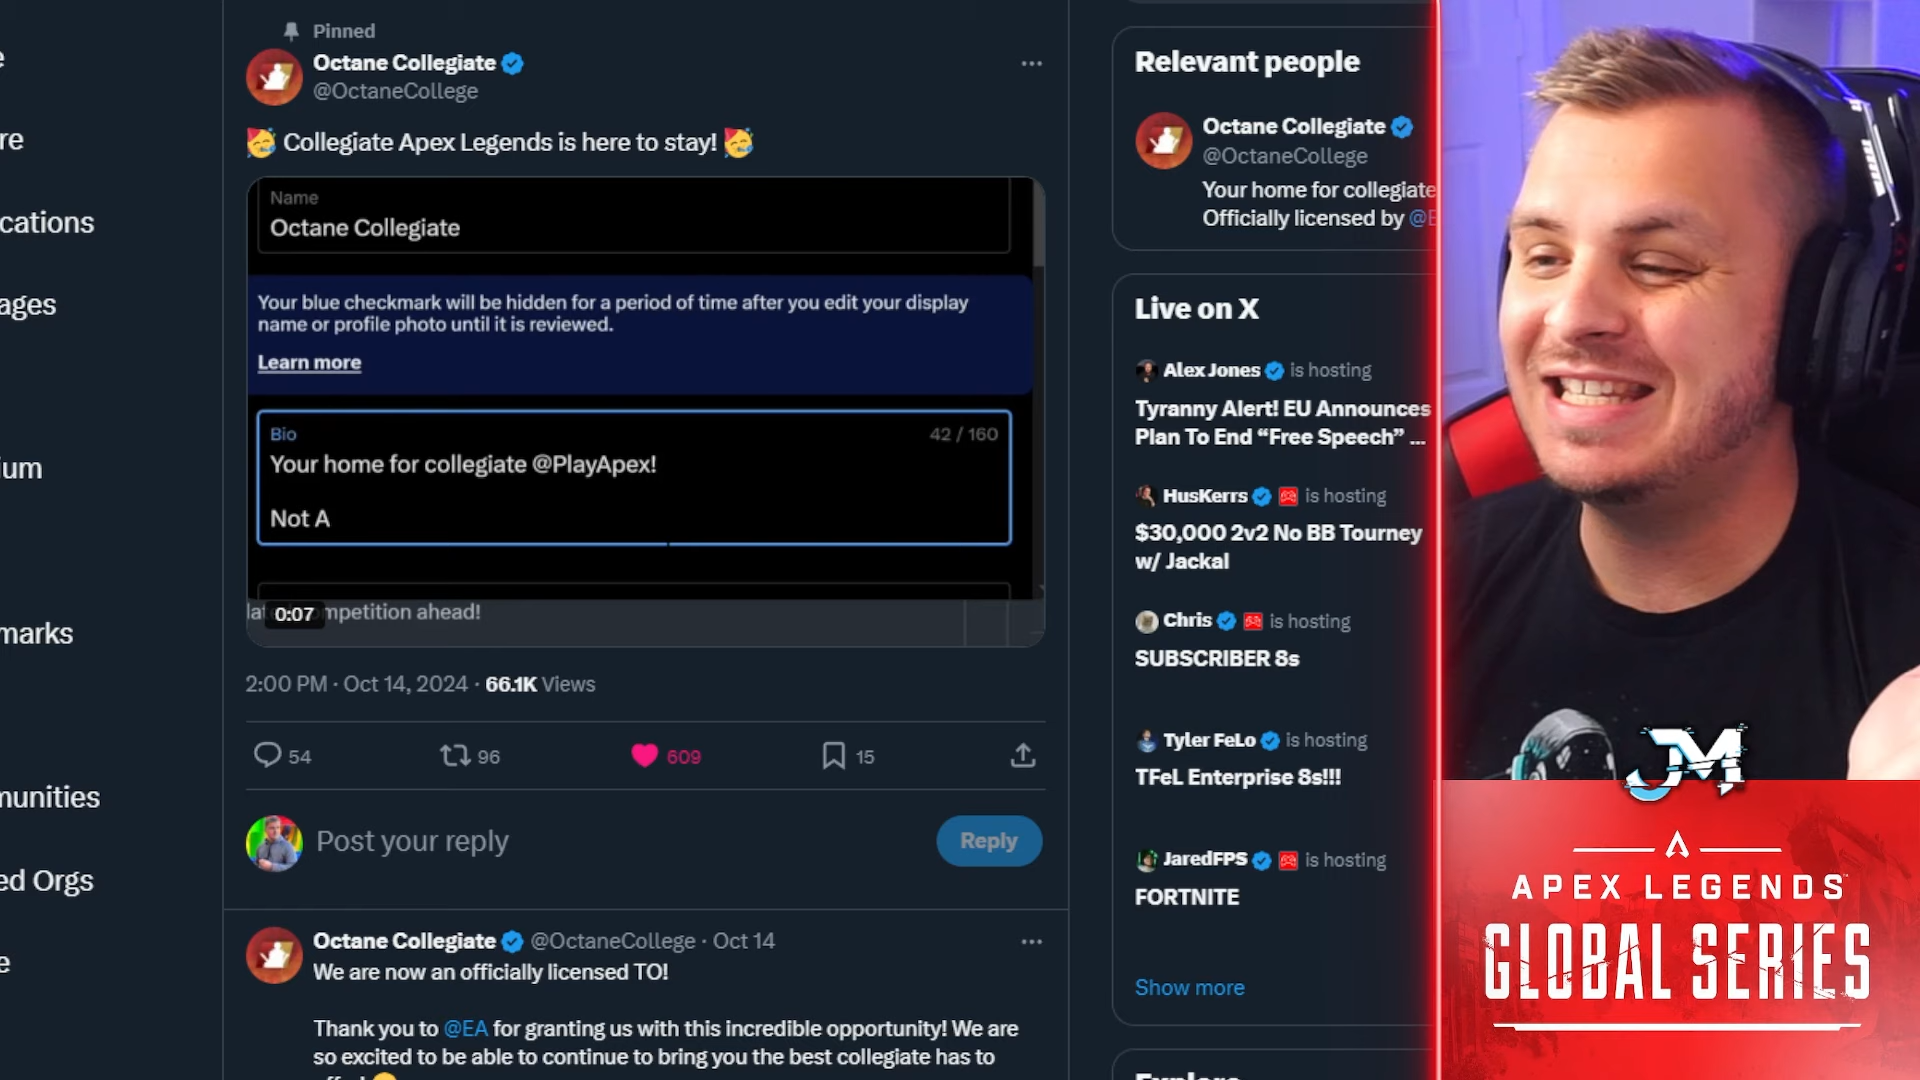 e
re
cations
ages
ium
marks
munities
ed Orgs
e
Pinned
Octane Collegiate
@OctaneCollege
🥳 Collegiate Apex Legends is here to stay! 🥳
Name
Octane Collegiate
Your blue checkmark will be hidden for a period of time after you edit your display
name or profile photo until it is reviewed.
Learn more
Bio
42 / 160
Your home for collegiate @PlayApex!
Not A
0:07
mpetition ahead!
2:00 PM · Oct 14, 2024 · 66.1K Views
54
96
609
15
Post your reply
Reply
Octane Collegiate @OctaneCollege · Oct 14
We are now an officially licensed TO!
Thank you to @EA for granting us with this incredible opportunity! We are
so excited to be able to continue to bring you the best collegiate has to
Relevant people
Octane Collegiate
@OctaneCollege
Your home for collegiate
Officially licensed by @E
Live on X
Alex Jones is hosting
Tyranny Alert! EU Announces
Plan To End “Free Speech” ...
HusKerrs is hosting
$30,000 2v2 No BB Tourney
w/ Jackal
Chris is hosting
SUBSCRIBER 8s
Tyler FeLo is hosting
TFeL Enterprise 8s!!!
JaredFPS is hosting
FORTNITE
Show more
JM
APEX LEGENDS
GLOBAL SERIES